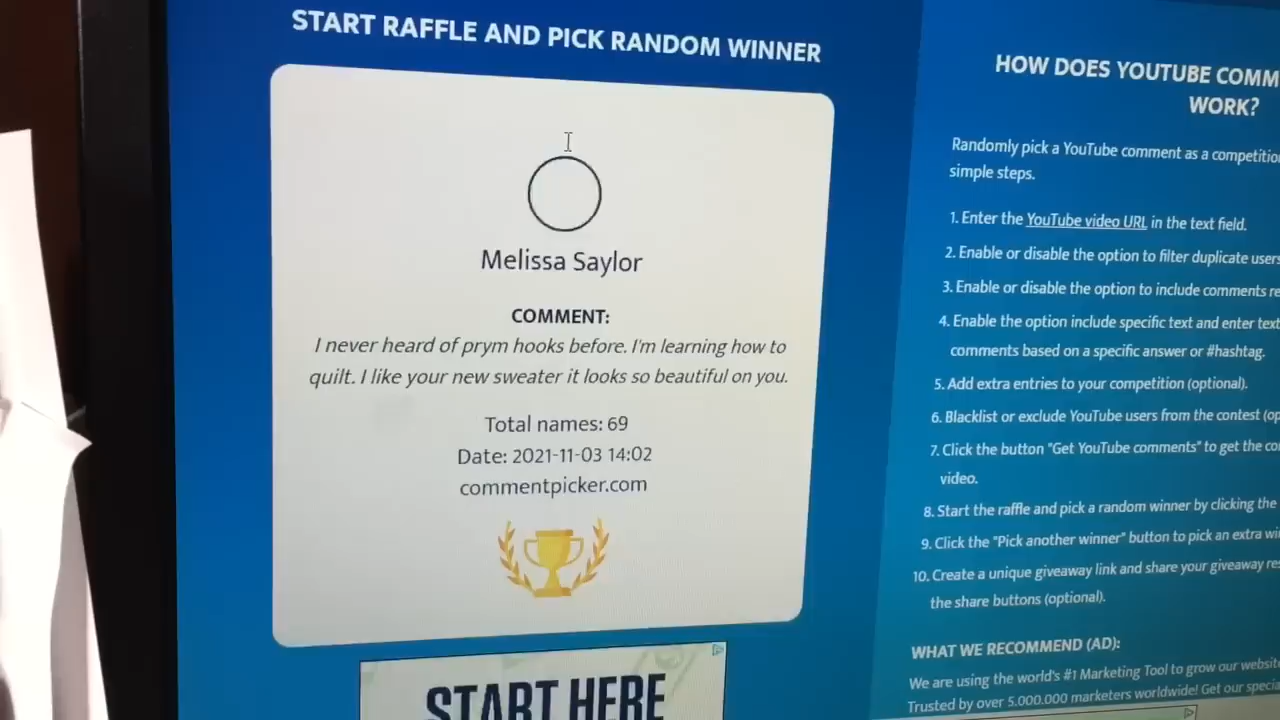 START RAFFLE AND PICK RANDOM WINNER
Melissa Saylor
COMMENT:
I never heard of prym hooks before. I'm learning how to
quilt. I like your new sweater it looks so beautiful on you.
Total names: 69
Date: 2021-11-03 14:02
commentpicker.com
START HERE
HOW DOES YOUTUBE COMM
WORK?
Randomly pick a YouTube comment as a competitio
simple steps.
1. Enter the YouTube video URL in the text field.
2. Enable or disable the option to filter duplicate users
3. Enable or disable the option to include comments re
4. Enable the option include specific text and enter text
comments based on a specific answer or #hashtag.
5. Add extra entries to your competition (optional).
6. Blacklist or exclude YouTube users from the contest (op
7. Click the button "Get YouTube comments" to get the co
video.
8. Start the raffle and pick a random winner by clicking the
9. Click the "Pick another winner" button to pick an extra wi
10. Create a unique giveaway link and share your giveaway res
the share buttons (optional).
WHAT WE RECOMMEND (AD):
We are using the world's #1 Marketing Tool to grow our website
Trusted by over 5.000.000 marketers worldwide! Get our specia